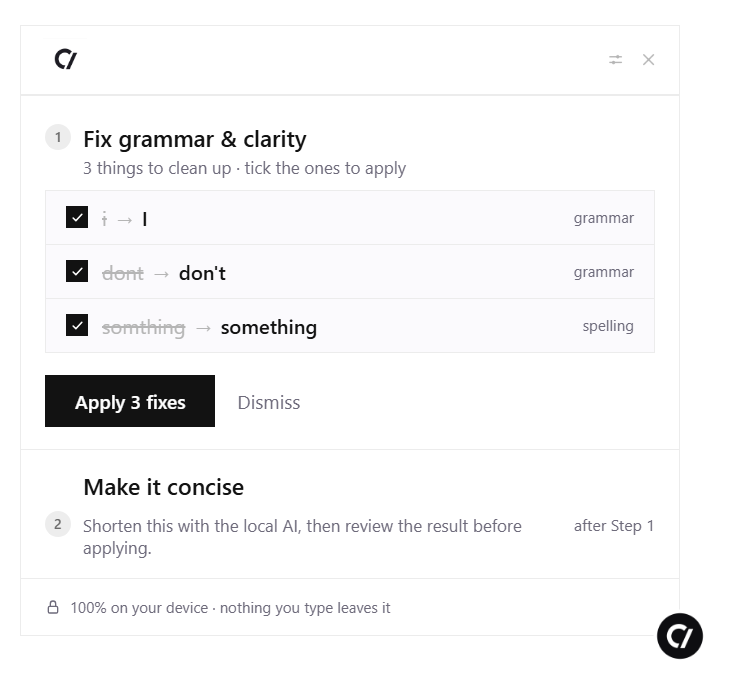 1
Fix grammar & clarity
3 things to clean up · tick the ones to apply
i → I grammar
dont → don't grammar
somthing → something spelling
Apply 3 fixes Dismiss
Make it concise
2
Shorten this with the local AI, then review the result before
applying.
after Step 1
100% on your device · nothing you type leaves it